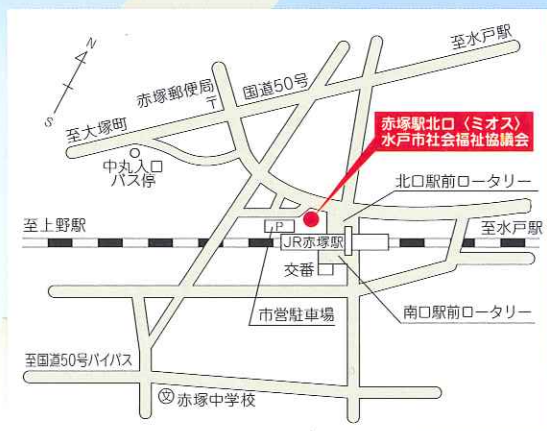 N
S
至水戸駅
赤塚郵便局
〒
国道50号
至大塚町
赤塚駅北口〈ミオス〉
水戸市社会福祉協議会
中丸入口
バス停
北口駅前ロータリー
至上野駅
P
至水戸駅
JR赤塚駅
交番
市営駐車場
南口駅前ロータリー
至国道50号バイパス
文
赤塚中学校